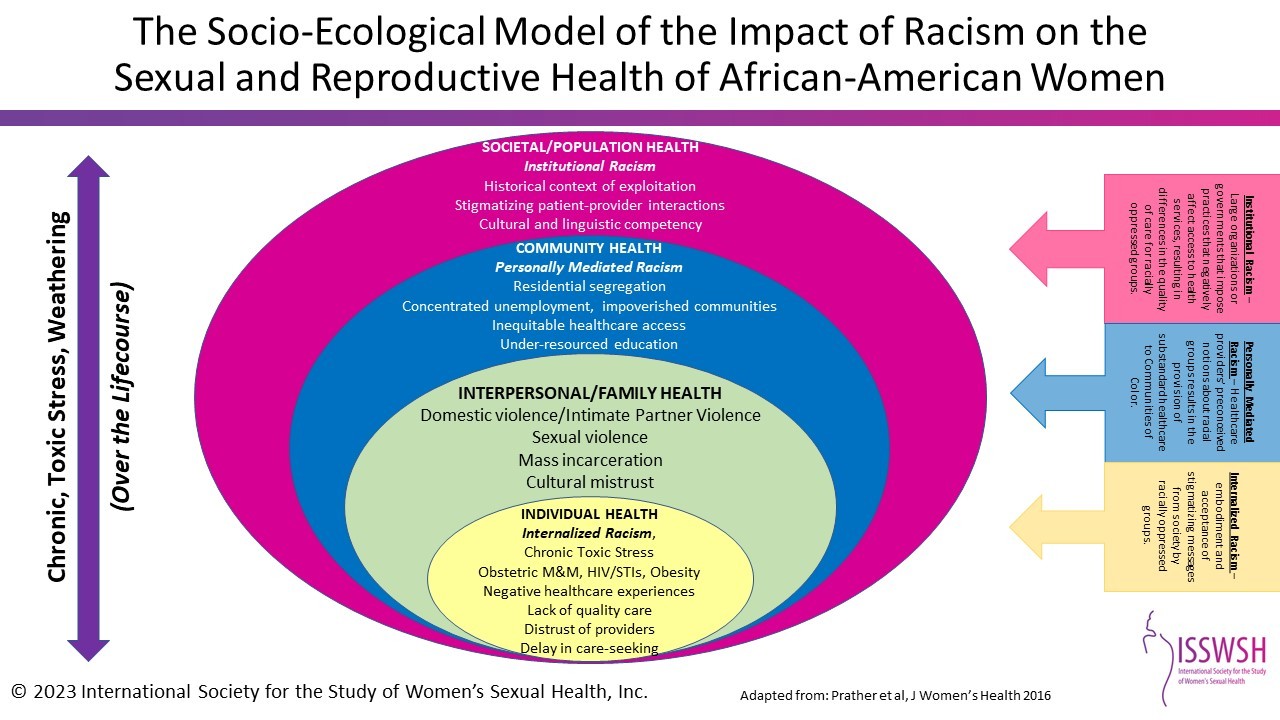 The Socio-Ecological Model of the Impact of Racism on the
Sexual and Reproductive Health of African-American Women
Chronic, Toxic Stress, Weathering
(Over the Lifecourse)
SOCIETAL/POPULATION HEALTH
Institutional Racism
Historical context of exploitation
Stigmatizing patient-provider interactions
Cultural and linguistic competency
COMMUNITY HEALTH
Personally Mediated Racism
Residential segregation
Concentrated unemployment, impoverished communities
Inequitable healthcare access
Under-resourced education
INTERPERSONAL/FAMILY HEALTH
Domestic violence/Intimate Partner Violence
Sexual violence
Mass incarceration
Cultural mistrust
INDIVIDUAL HEALTH
Internalized Racism,
Chronic Toxic Stress
Obstetric M&M, HIV/STIs, Obesity
Negative healthcare experiences
Lack of quality care
Distrust of providers
Delay in care-seeking
Institutional Racism –
Large organizations or
governments that impose
practices that negatively
affect access to health
services, resulting in
differences in the quality
of care for racially
oppressed groups.
Personally Mediated
Racism – Healthcare
providers' preconceived
notions about racial
groups results in the
provision of
substandard healthcare
to Communities of
Color.
Internalized Racism –
embodiment and
acceptance of
stigmatizing messages
from society by
racially oppressed
groups.
ISSWSH
International Society for the Study
of Women's Sexual Health
© 2023 International Society for the Study of Women's Sexual Health, Inc.
Adapted from: Prather et al, J Women's Health 2016